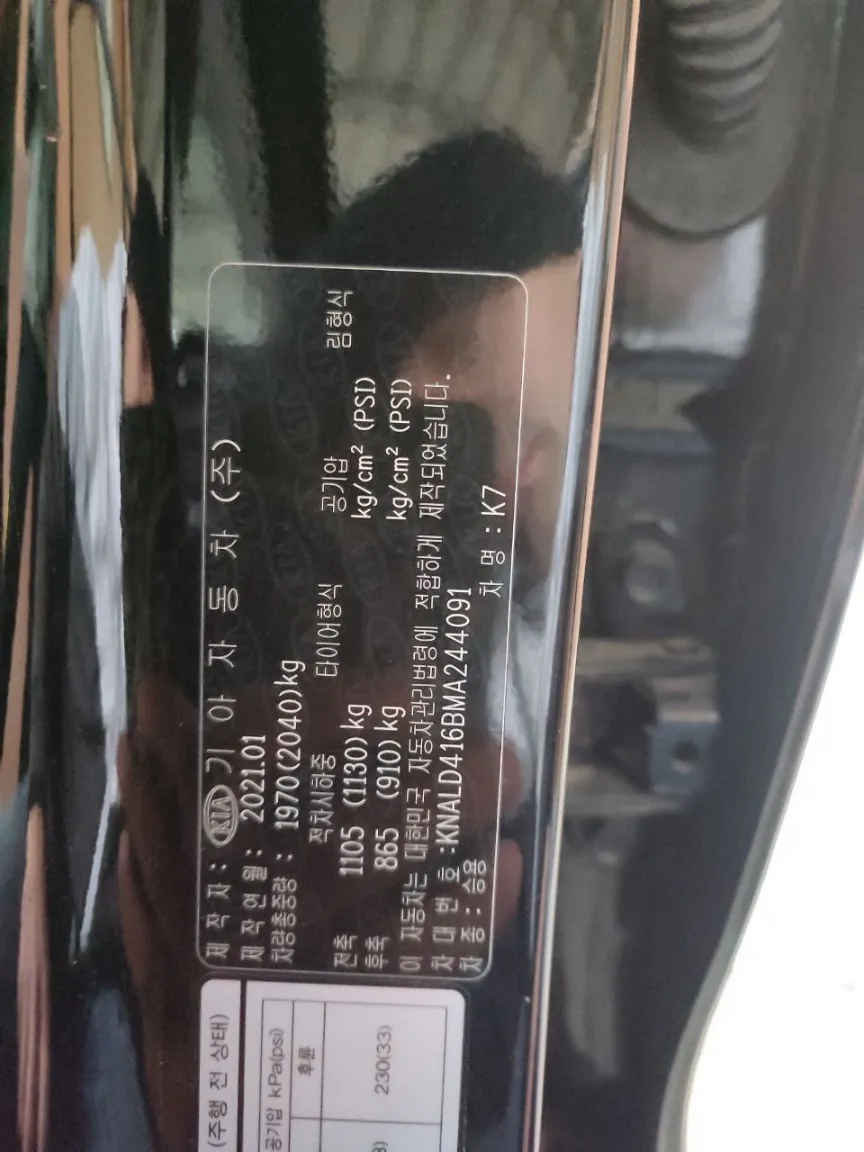 제 작 자 : KIA 기 아 자 동 차 (주)
제 작 연 월 : 2021.01
차량총중량 : 1970(2040)kg
적차시하중 타이어형식 공기압 림형식
전축 1105 (1130) kg kg/cm² (PSI)
후축 865 (910) kg kg/cm² (PSI)
이 자동차는 대한민국 자동차관리법령에 적합하게 제작되었습니다.
차 대 번 호 :KNALD416BMA244091
차 종 : 승용 차 명 : K7
(주행 전 상태)
공기압 kPa(psi)
후륜
230(33)